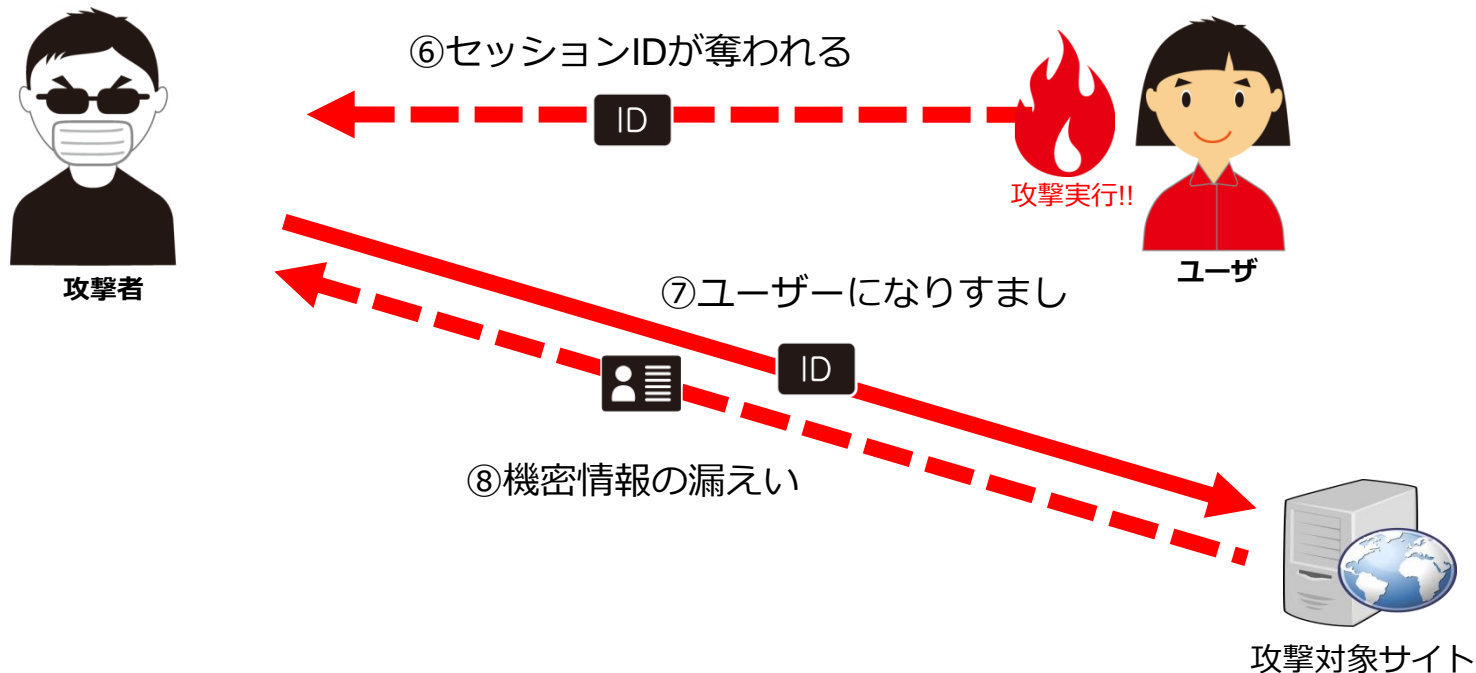 ⑥セッションIDが奪われる
ID
攻撃実行!!
攻撃者
ユーザ
⑦ユーザーになりすまし
ID
⑧機密情報の漏えい
攻撃対象サイト